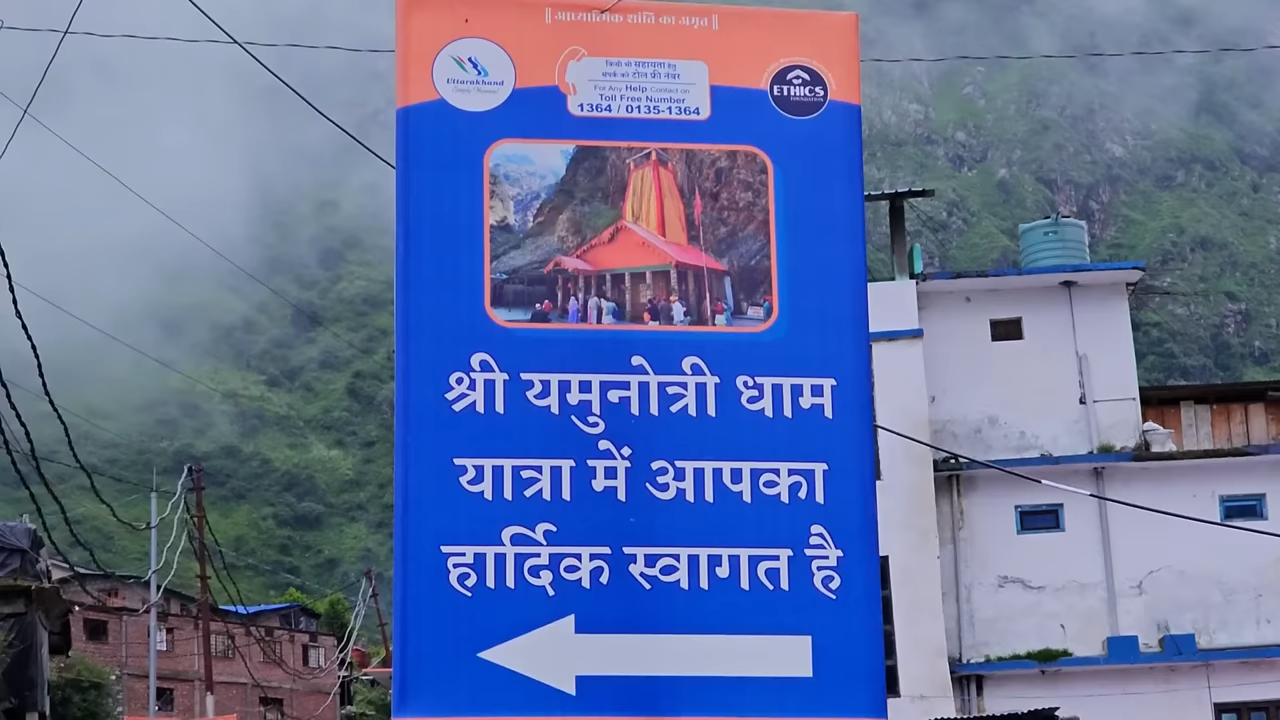 || आध्यात्मिक शांति का अमृत ||
Uttarakhand
Simply Heaven!
किसी भी सहायता हेतु
संपर्क करें टोल फ्री नंबर
For Any Help Contact on
Toll Free Number
1364 / 0135-1364
ETHICS
FOUNDATION
श्री यमुनोत्री धाम
यात्रा में आपका
हार्दिक स्वागत है